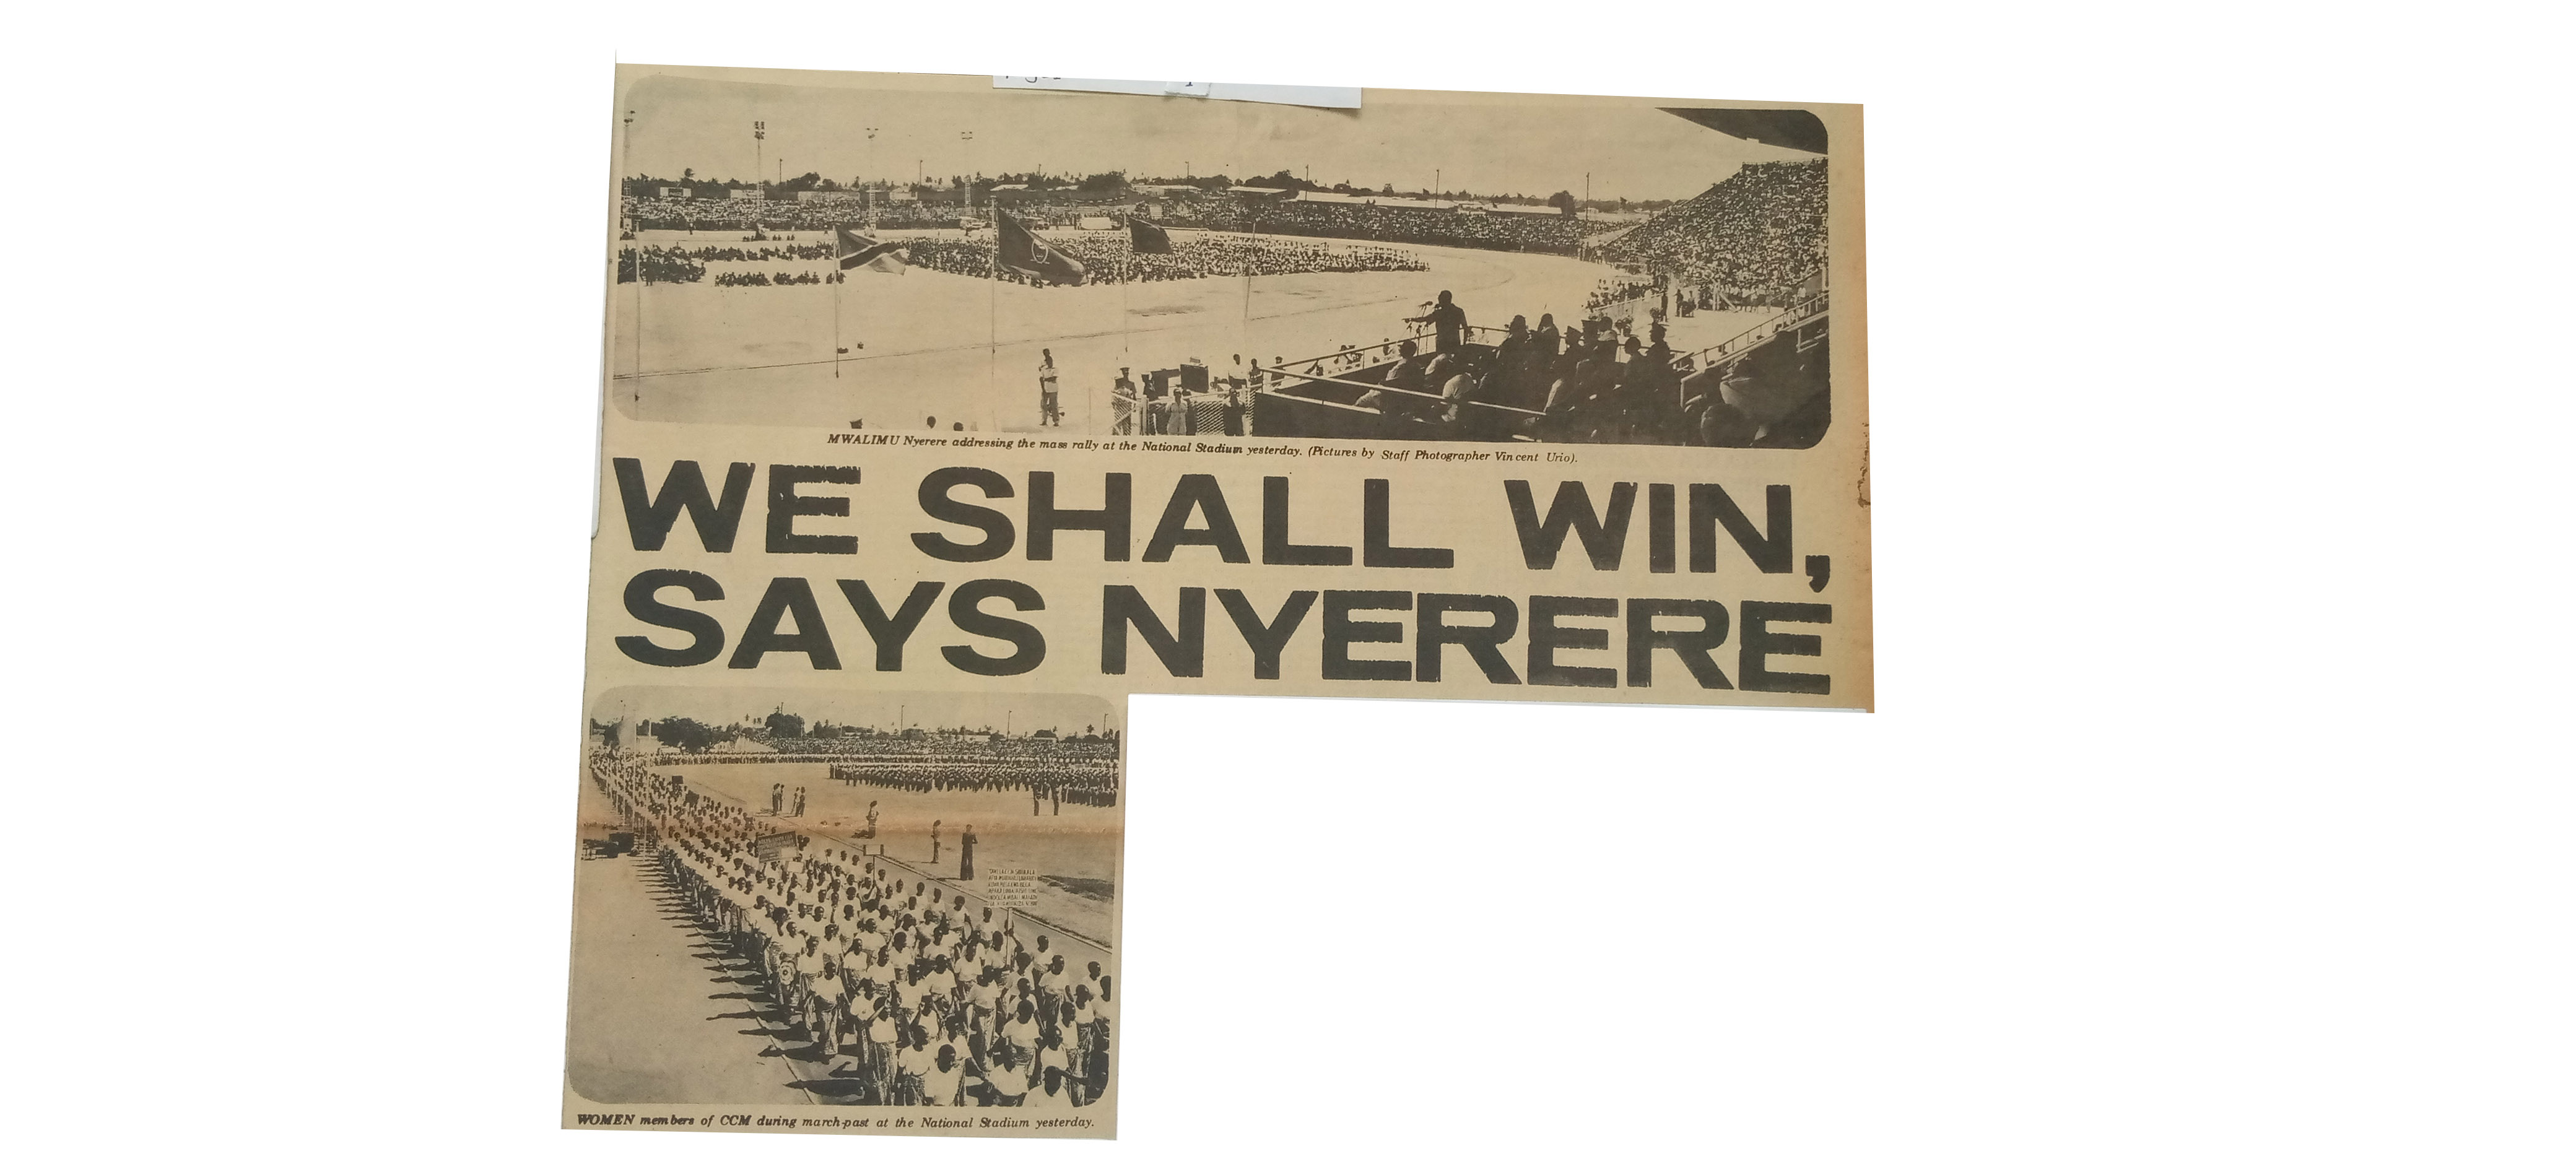 MWALIMU Nyerere addressing the mass rally at the National Stadium yesterday. (Pictures by Staff Photographer Vincent Urio).
WE SHALL WIN,
SAYS NYERERE
WOMEN members of CCM during march-past at the National Stadium yesterday.